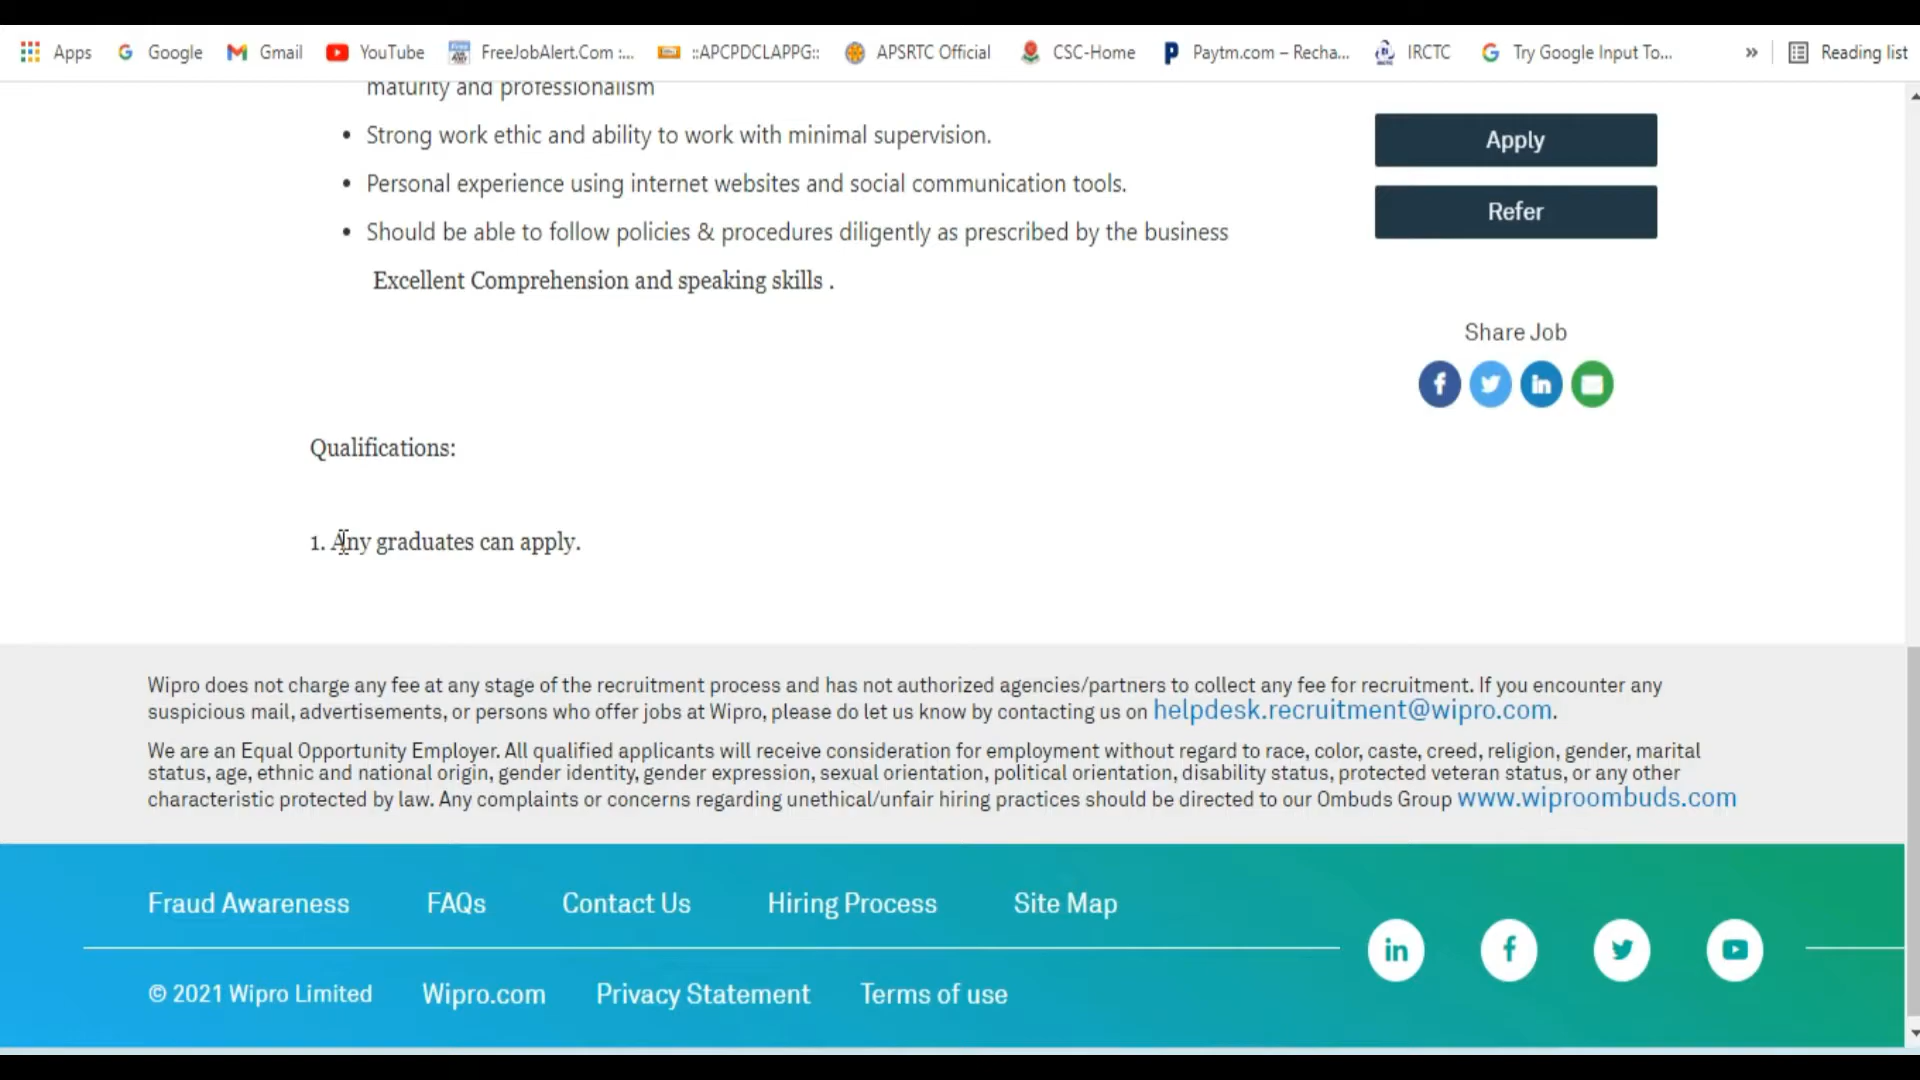 Apps Google Gmail YouTube FreeJobAlert.Com :... ::APCPDCLAPPG:: APSRTC Official CSC-Home Paytm.com – Recha... IRCTC Try Google Input To... » Reading list
maturity and professionalism
• Strong work ethic and ability to work with minimal supervision.
• Personal experience using internet websites and social communication tools.
• Should be able to follow policies & procedures diligently as prescribed by the business
Excellent Comprehension and speaking skills .
Apply
Refer
Share Job
Qualifications:
1. Any graduates can apply.
Wipro does not charge any fee at any stage of the recruitment process and has not authorized agencies/partners to collect any fee for recruitment. If you encounter any
suspicious mail, advertisements, or persons who offer jobs at Wipro, please do let us know by contacting us on helpdesk.recruitment@wipro.com.
We are an Equal Opportunity Employer. All qualified applicants will receive consideration for employment without regard to race, color, caste, creed, religion, gender, marital
status, age, ethnic and national origin, gender identity, gender expression, sexual orientation, political orientation, disability status, protected veteran status, or any other
characteristic protected by law. Any complaints or concerns regarding unethical/unfair hiring practices should be directed to our Ombuds Group www.wiproombuds.com
Fraud Awareness FAQs Contact Us Hiring Process Site Map
© 2021 Wipro Limited Wipro.com Privacy Statement Terms of use